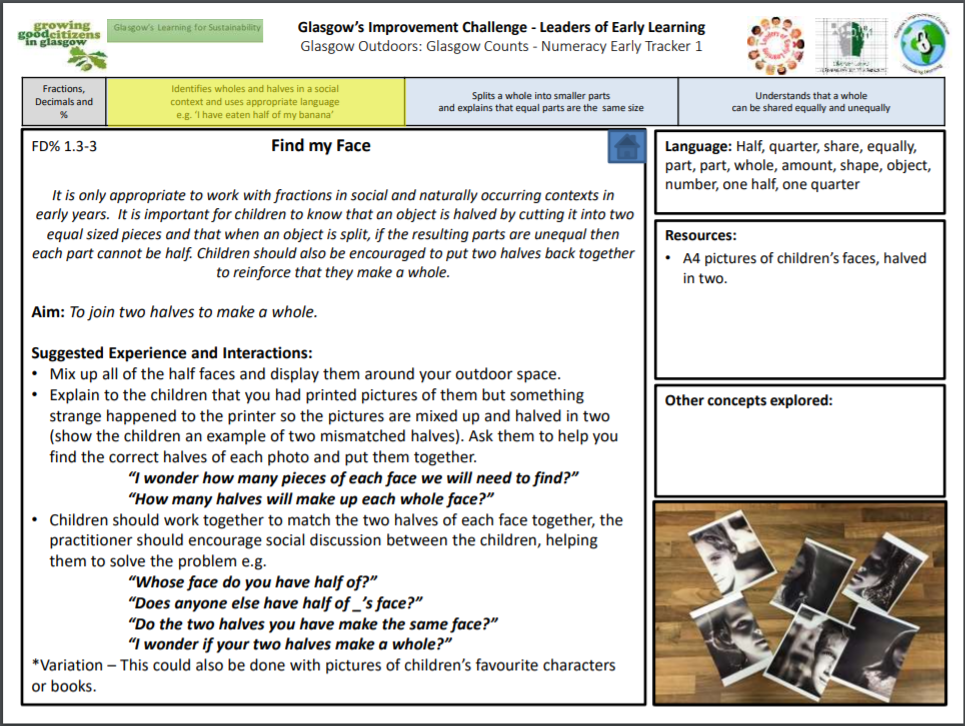 growing
good citizens
in glasgow
Glasgow's Learning for Sustainability
Glasgow's Improvement Challenge - Leaders of Early Learning
Glasgow Outdoors: Glasgow Counts - Numeracy Early Tracker 1
Leaders of Early Learning
Fractions,
Decimals and
%
Identifies wholes and halves in a social
context and uses appropriate language
e.g. 'I have eaten half of my banana'
Splits a whole into smaller parts
and explains that equal parts are the same size
Understands that a whole
can be shared equally and unequally
FD% 1.3-3
Find my Face
It is only appropriate to work with fractions in social and naturally occurring contexts in
early years. It is important for children to know that an object is halved by cutting it into two
equal sized pieces and that when an object is split, if the resulting parts are unequal then
each part cannot be half. Children should also be encouraged to put two halves back together
to reinforce that they make a whole.
Aim: To join two halves to make a whole.
Suggested Experience and Interactions:
• Mix up all of the half faces and display them around your outdoor space.
• Explain to the children that you had printed pictures of them but something
strange happened to the printer so the pictures are mixed up and halved in two
(show the children an example of two mismatched halves). Ask them to help you
find the correct halves of each photo and put them together.
"I wonder how many pieces of each face we will need to find?"
"How many halves will make up each whole face?"
• Children should work together to match the two halves of each face together, the
practitioner should encourage social discussion between the children, helping
them to solve the problem e.g.
"Whose face do you have half of?"
"Does anyone else have half of _'s face?"
"Do the two halves you have make the same face?"
"I wonder if your two halves make a whole?"
*Variation – This could also be done with pictures of children's favourite characters
or books.
Language: Half, quarter, share, equally,
part, part, whole, amount, shape, object,
number, one half, one quarter
Resources:
• A4 pictures of children's faces, halved
in two.
Other concepts explored: